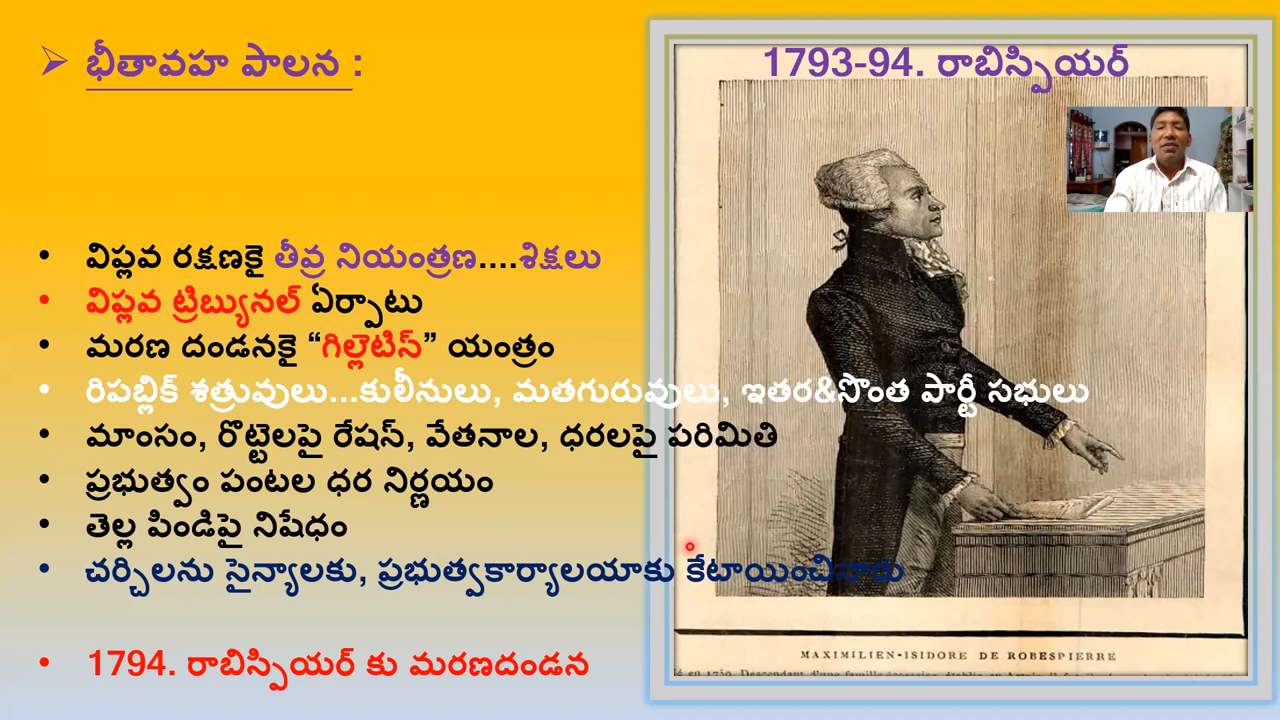 భీతావహ పాలన :
1793-94. రాబిస్పియర్
విప్లవ రక్షణకై తీవ్ర నియంత్రణ....శిక్షలు
విప్లవ ట్రిబ్యునల్ ఏర్పాటు
మరణ దండనకై “గిల్లెటిన్” యంత్రం
రిపబ్లిక్ శత్రువులు...కులీనులు, మతగురువులు, ఇతర&సొంత పార్టీ సభులు
మాంసం, రొట్టెలపై రేషన్, వేతనాల, ధరలపై పరిమితి
ప్రభుత్వం పంటల ధర నిర్ణయం
తెల్ల పిండిపై నిషేధం
చర్చిలను సైన్యాలకు, ప్రభుత్వకార్యాలయాకు కేటాయించినారు
1794. రాబిస్పియర్ కు మరణదండన
MAXIMILIEN-ISIDORE DE ROBESPIERRE